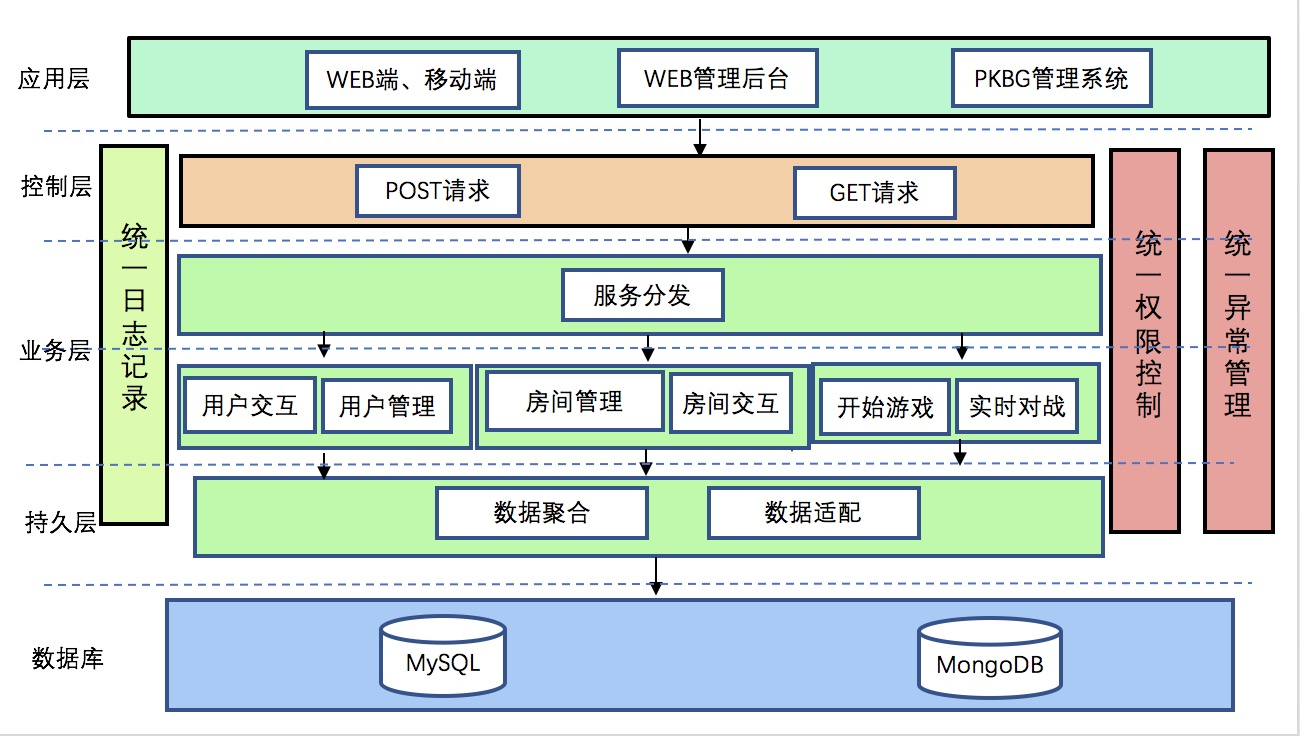 应用层
WEB端、移动端
WEB管理后台
PKBG管理系统
控制层
POST请求
GET请求
统一日志记录
统一权限控制
统一异常管理
服务分发
业务层
用户交互
用户管理
房间管理
房间交互
开始游戏
实时对战
持久层
数据聚合
数据适配
数据库
MySQL
MongoDB